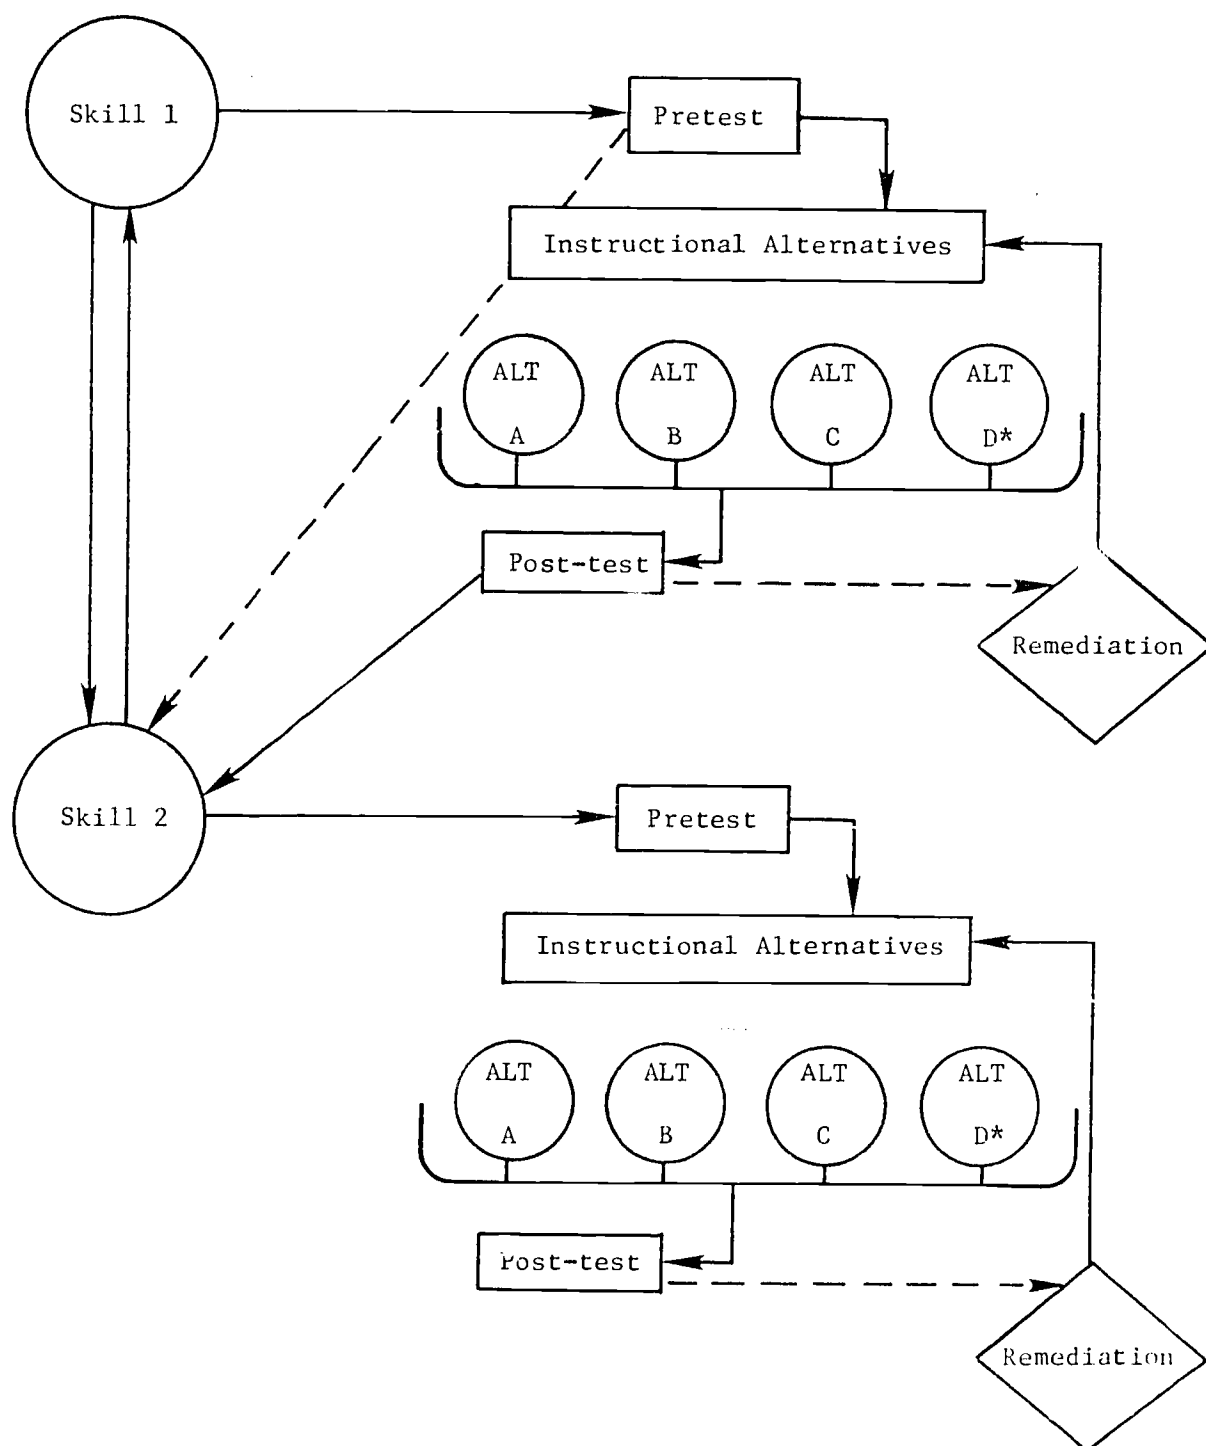 Skill 1
Pretest
Instructional Alternatives
ALT
A
ALT
B
ALT
C
ALT
D*
Post-test
Remediation
Skill 2
Pretest
Instructional Alternatives
ALT
A
ALT
B
ALT
C
ALT
D*
Post-test
Remediation